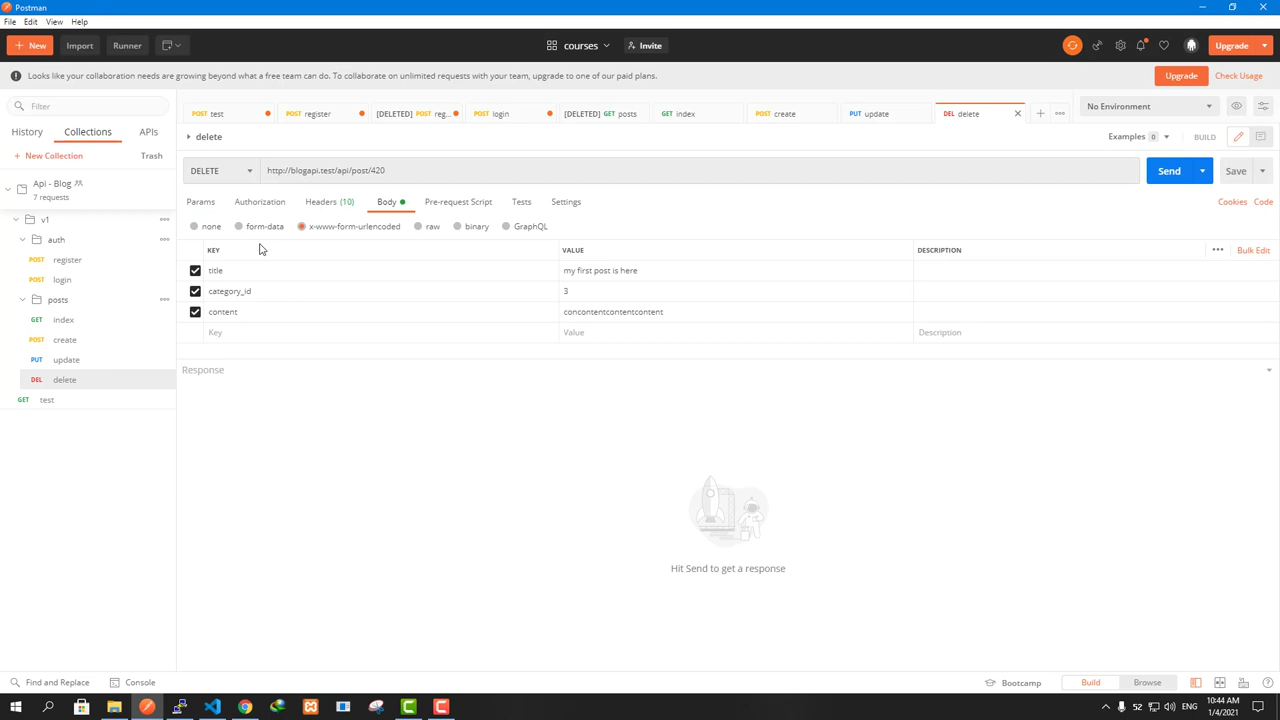 Postman
File Edit View Help
+ New Import Runner courses Invite Upgrade
Looks like your collaboration needs are growing beyond what a free team can do. To collaborate on unlimited requests with your team, upgrade to one of our paid plans. Upgrade Check Usage
Filter
POST test POST register [DELETED] POST reg... POST login [DELETED] GET posts GET index POST create PUT update DEL delete No Environment
History Collections APIs
delete Examples 0 BUILD
+ New Collection Trash
DELETE http://blogapi.test/api/post/420 Send Save
Api - Blog
7 requests
Params Authorization Headers (10) Body Pre-request Script Tests Settings Cookies Code
v1
none form-data x-www-form-urlencoded raw binary GraphQL
auth
KEY VALUE DESCRIPTION Bulk Edit
POST register
title my first post is here
POST login
category_id 3
posts
content concontentcontentcontent
GET index
Key Value Description
POST create
PUT update
Response
DEL delete
GET test
Hit Send to get a response
Find and Replace Console Bootcamp Build Browse
ENG 10:44 AM
1/4/2021